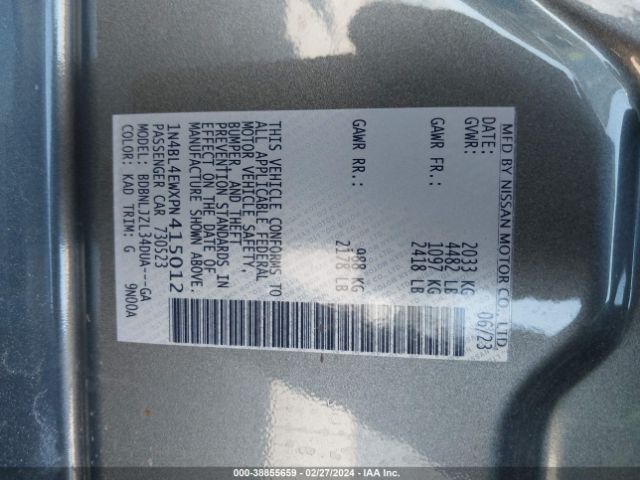 MFD BY NISSAN MOTOR CO., LTD.
DATE: 06/23
GVWR: 2033 KG
4482 LB
GAWR FR.: 1097 KG
2418 LB
GAWR RR.: 988 KG
2178 LB
THIS VEHICLE CONFORMS TO
ALL APPLICABLE FEDERAL
MOTOR VEHICLE SAFETY,
BUMPER, AND THEFT
PREVENTION STANDARDS IN
EFFECT ON THE DATE OF
MANUFACTURE SHOWN ABOVE.
1N4BL4EWXPN415012
PASSENGER CAR 730523
MODEL: BDBNLJZL34DUA---GA
COLOR: KAD TRIM: G 9N00A
000-38855659 - 02/27/2024 - IAA Inc.